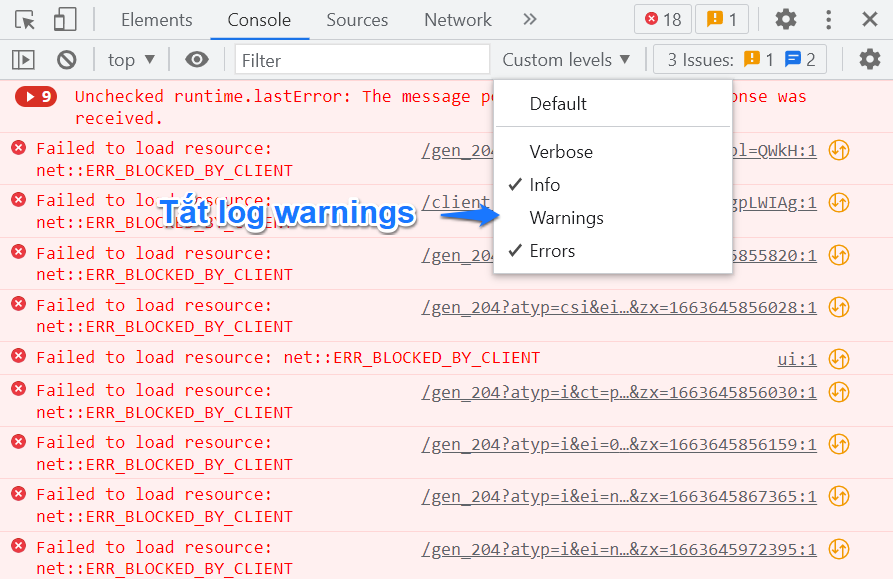 Elements Console Sources Network 18 1
top Filter Custom levels 3 Issues: 1 2
9 Unchecked runtime.lastError: The message po onse was
received.
Default
Verbose
Info
Warnings
Errors
Failed to load resource: /gen_204 ol=QWkH:1
net::ERR_BLOCKED_BY_CLIENT
Failed to load resource: /client gpLWIAg:1
net::ERR_BLOCKED_BY_CLIENT
Tắt log warnings
Failed to load resource: /gen_204 5855820:1
net::ERR_BLOCKED_BY_CLIENT
Failed to load resource: /gen_204?atyp=csi&ei…&zx=1663645856028:1
net::ERR_BLOCKED_BY_CLIENT
Failed to load resource: net::ERR_BLOCKED_BY_CLIENT ui:1
Failed to load resource: /gen_204?atyp=i&ct=p…&zx=1663645856030:1
net::ERR_BLOCKED_BY_CLIENT
Failed to load resource: /gen_204?atyp=i&ei=0…&zx=1663645856159:1
net::ERR_BLOCKED_BY_CLIENT
Failed to load resource: /gen_204?atyp=i&ei=n…&zx=1663645867365:1
net::ERR_BLOCKED_BY_CLIENT
Failed to load resource: /gen_204?atyp=i&ei=n…&zx=1663645972395:1
net::ERR_BLOCKED_BY_CLIENT